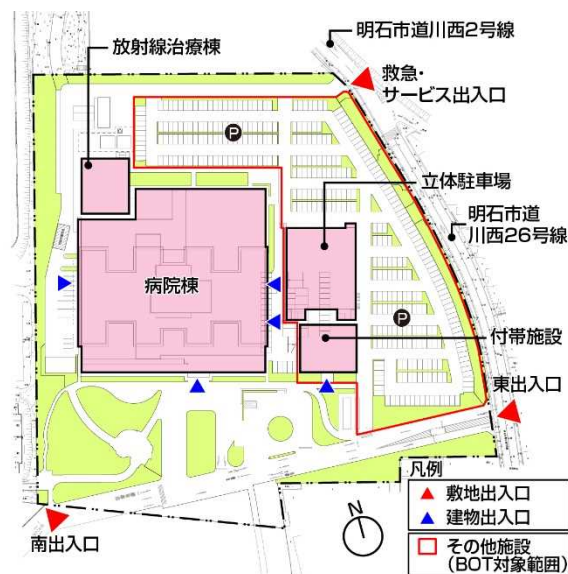 放射線治療棟
明石市道川西2号線
救急・
サービス出入口
P
立体駐車場
明石市道
川西26号線
病院棟
P
付帯施設
東出入口
南出入口
N
凡例
敷地出入口
建物出入口
その他施設
(BOT対象範囲)